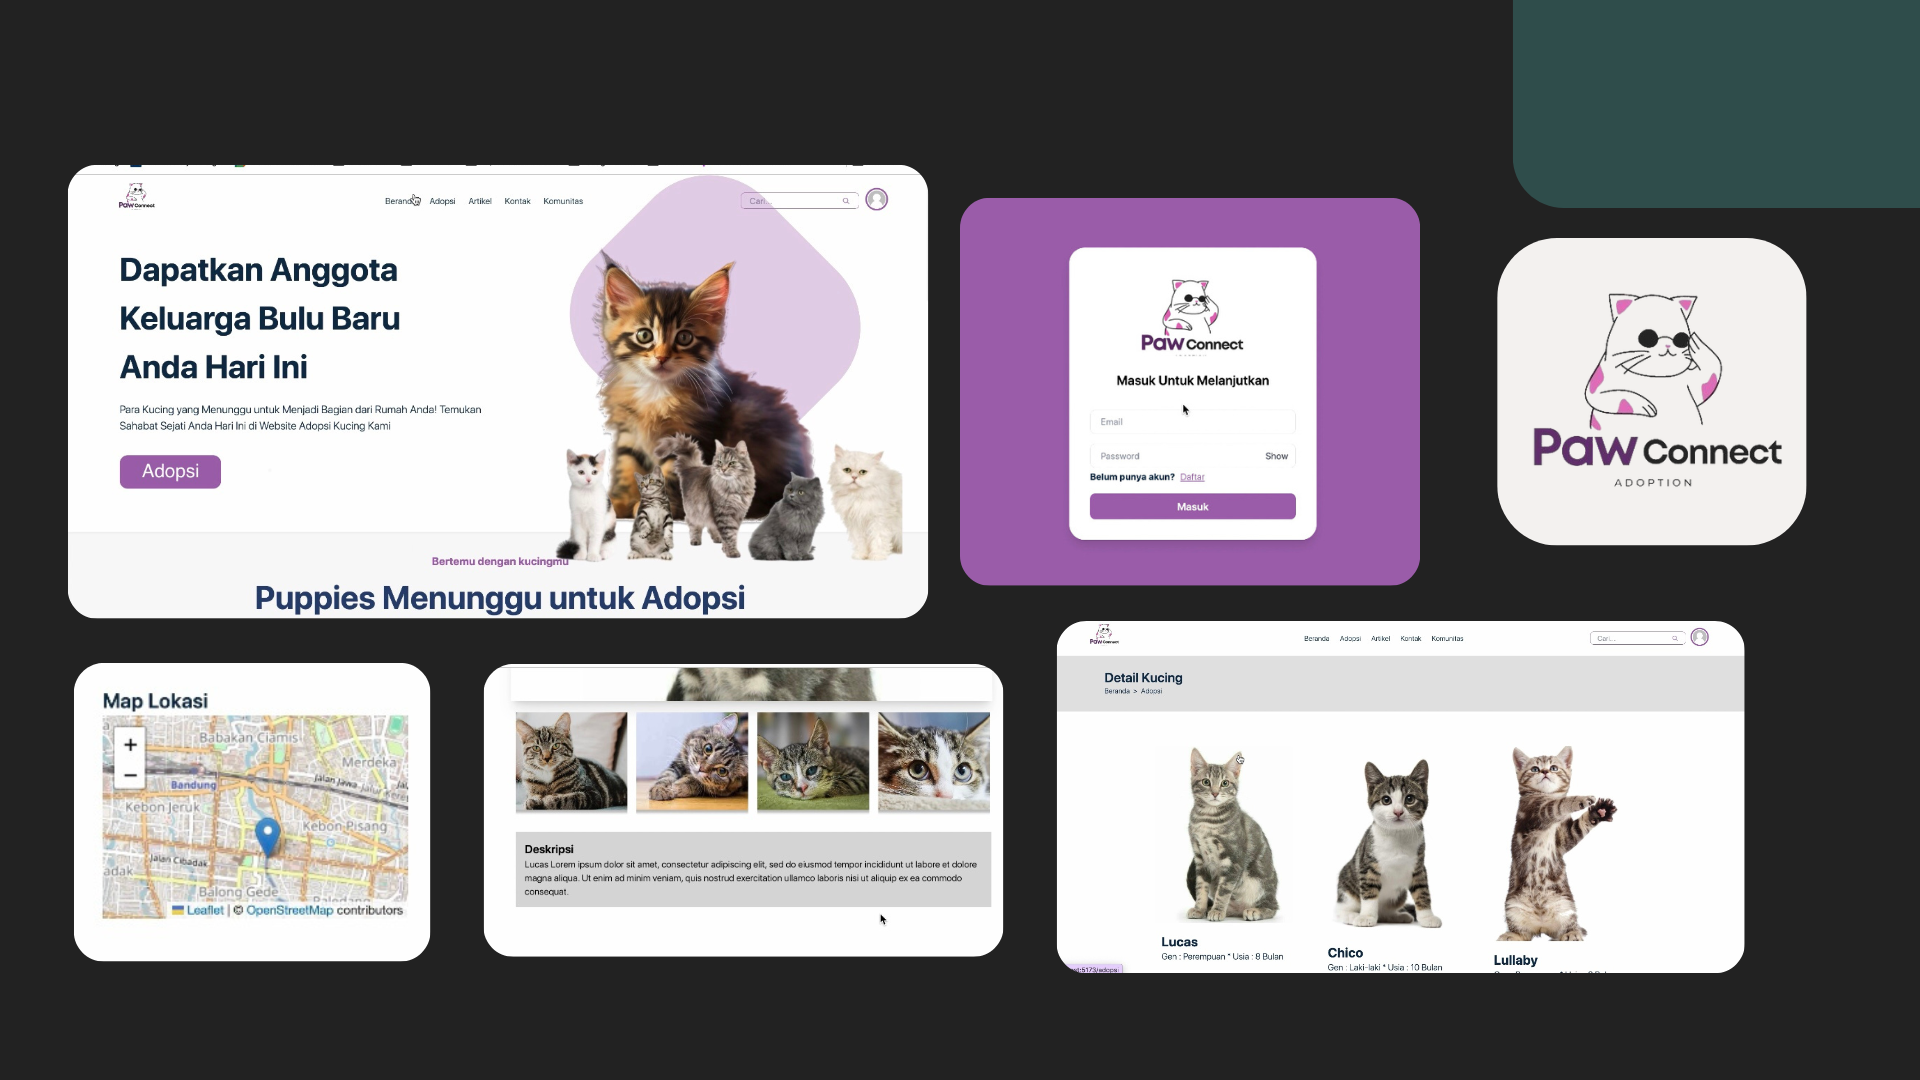 Paw Connect
Beranda Adopsi Artikel Kontak Komunitas
Cari...
Dapatkan Anggota
Keluarga Bulu Baru
Anda Hari Ini
Para Kucing yang Menunggu untuk Menjadi Bagian dari Rumah Anda! Temukan
Sahabat Sejati Anda Hari Ini di Website Adopsi Kucing Kami
Adopsi
Bertemu dengan kucingmu
Puppies Menunggu untuk Adopsi
Paw Connect
Masuk Untuk Melanjutkan
Email
Password Show
Belum punya akun? Daftar
Masuk
Paw Connect
ADOPTION
Map Lokasi
+
−
Babakan Ciamis
Merdeka
Jalan Jawa
Bandung
Kebon Jeruk
Kebon Pisang
Jalan Cibadak
adak
Balong Gede
Leaflet | © OpenStreetMap contributors
Deskripsi
Lucas Lorem ipsum dolor sit amet, consectetur adipiscing elit, sed do eiusmod tempor incididunt ut labore et dolore
magna aliqua. Ut enim ad minim veniam, quis nostrud exercitation ullamco laboris nisi ut aliquip ex ea commodo
consequat.
Paw Connect
Beranda Adopsi Artikel Kontak Komunitas
Cari...
Detail Kucing
Beranda > Adopsi
Lucas
Gen : Perempuan * Usia : 8 Bulan
Chico
Gen : Laki-laki * Usia : 10 Bulan
Lullaby
:5173/adopsi